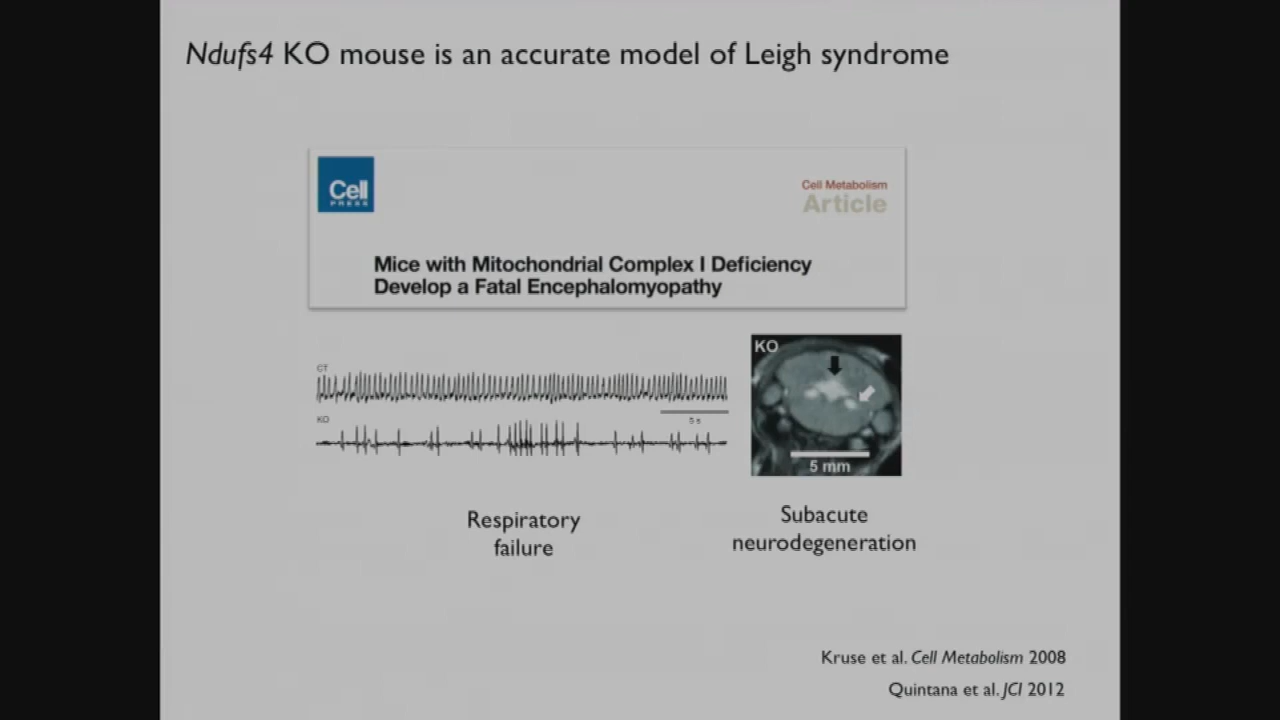 Ndufs4 KO mouse is an accurate model of Leigh syndrome
Cell
PRESS
Cell Metabolism
Article
Mice with Mitochondrial Complex I Deficiency
Develop a Fatal Encephalomyopathy
CT
KO
5 s
KO
5 mm
Respiratory
failure
Subacute
neurodegeneration
Kruse et al. Cell Metabolism 2008
Quintana et al. JCI 2012